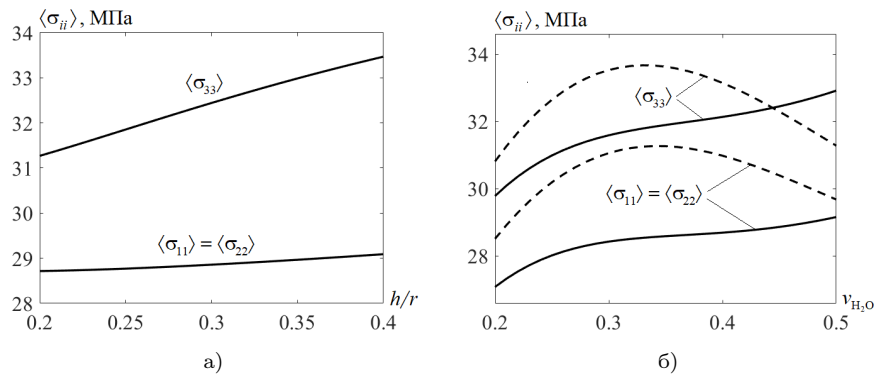 ⟨σii⟩, МПа
34
33
32
31
30
29
28
⟨σ33⟩
⟨σ11⟩ = ⟨σ22⟩
0.2 0.25 0.3 0.35 0.4
h/r
а)
⟨σii⟩, МПа
34
32
30
28
⟨σ33⟩
⟨σ11⟩ = ⟨σ22⟩
0.2 0.3 0.4 0.5
νH2O
б)